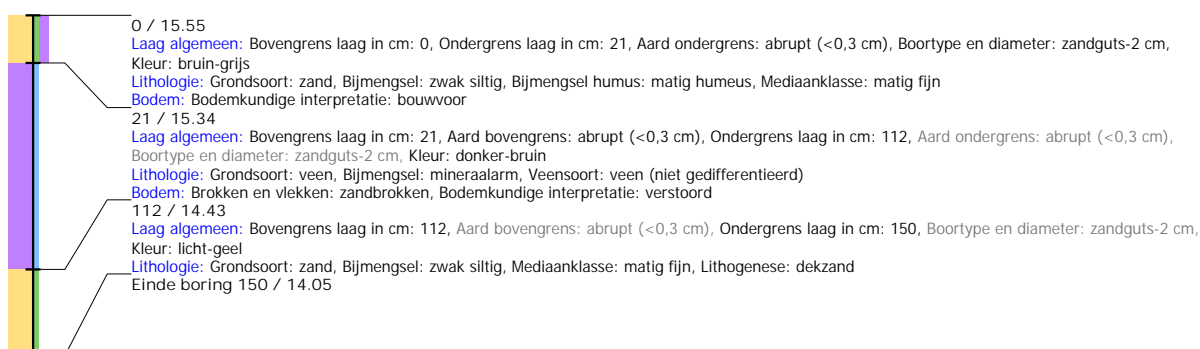 0 / 15.55
Laag algemeen: Bovengrens laag in cm: 0, Ondergrens laag in cm: 21, Aard ondergrens: abrupt (<0,3 cm), Boortype en diameter: zandguts-2 cm,
Kleur: bruin-grijs
Lithologie: Grondsoort: zand, Bijmengsel: zwak siltig, Bijmengsel humus: matig humeus, Mediaanklasse: matig fijn
Bodem: Bodemkundige interpretatie: bouwvoor
21 / 15.34
Laag algemeen: Bovengrens laag in cm: 21, Aard bovengrens: abrupt (<0,3 cm), Ondergrens laag in cm: 112, Aard ondergrens: abrupt (<0,3 cm),
Boortype en diameter: zandguts-2 cm, Kleur: donker-bruin
Lithologie: Grondsoort: veen, Bijmengsel: mineraalarm, Veensoort: veen (niet gedifferentieerd)
Bodem: Brokken en vlekken: zandbrokken, Bodemkundige interpretatie: verstoord
112 / 14.43
Laag algemeen: Bovengrens laag in cm: 112, Aard bovengrens: abrupt (<0,3 cm), Ondergrens laag in cm: 150, Boortype en diameter: zandguts-2 cm,
Kleur: licht-geel
Lithologie: Grondsoort: zand, Bijmengsel: zwak siltig, Mediaanklasse: matig fijn, Lithogenese: dekzand
Einde boring 150 / 14.05